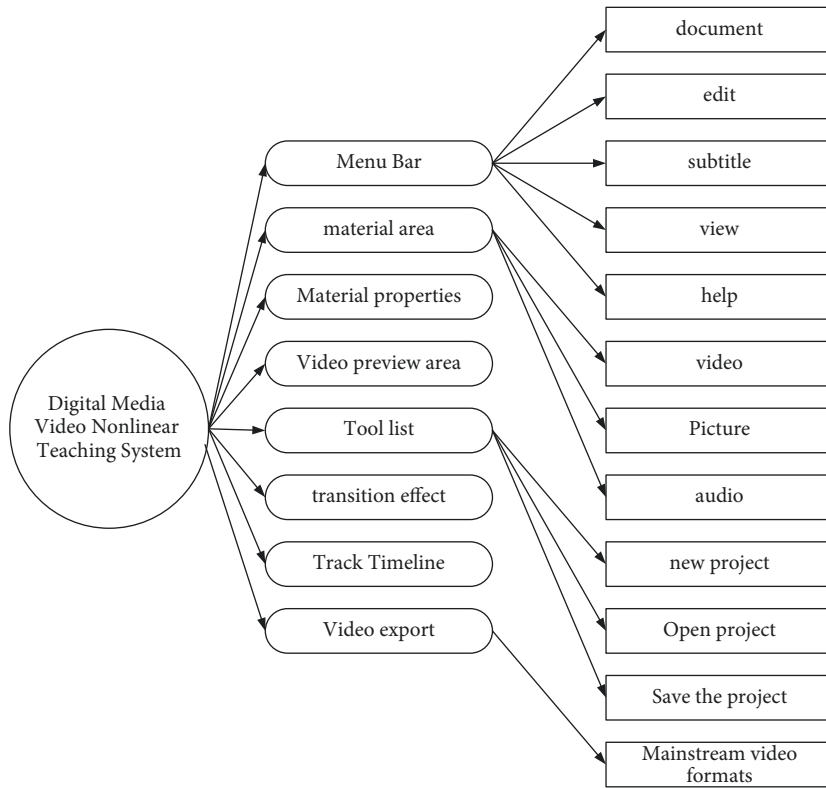 Digital Media
Video Nonlinear
Teaching System
Menu Bar
material area
Material properties
Video preview area
Tool list
transition effect
Track Timeline
Video export
document
edit
subtitle
view
help
video
Picture
audio
new project
Open project
Save the project
Mainstream video
formats